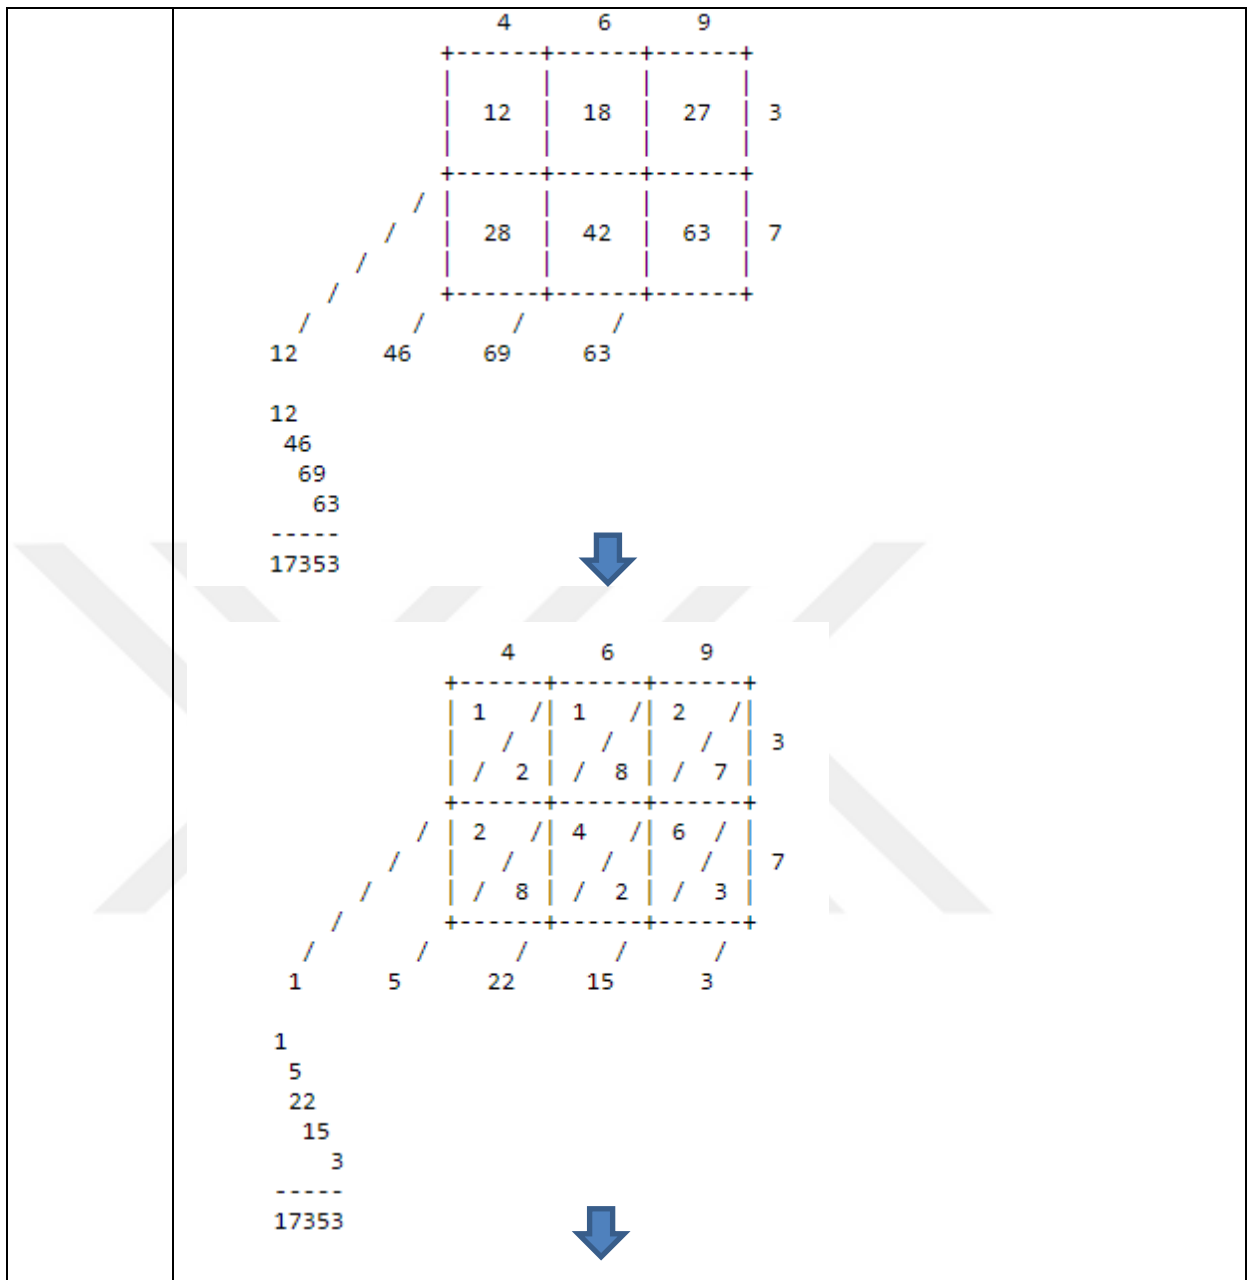 4      6      9
   +------+------+------+
   |      |      |      |
   |  12  |  18  |  27  | 3
   |      |      |      |
   +------+------+------+
 / |      |      |      |
/  |  28  |  42  |  63  | 7
/  |      |      |      |
/  +------+------+------+
/      /      /      /
12      46     69     63
12
 46
  69
   63
-----
17353
       4      6      9
   +------+------+------+
   | 1   /| 1   /| 2   /|
   |   /  |   /  |   /  | 3
   | /  2 | /  8 | /  7 |
   +------+------+------+
 / | 2   /| 4   /| 6  / |
/  |   /  |   /  |   /  | 7
/  | /  8 | /  2 | /  3 |
/  +------+------+------+
/       /      /      /      /
1      5      22     15     3
1
 5
 22
  15
    3
-----
17353